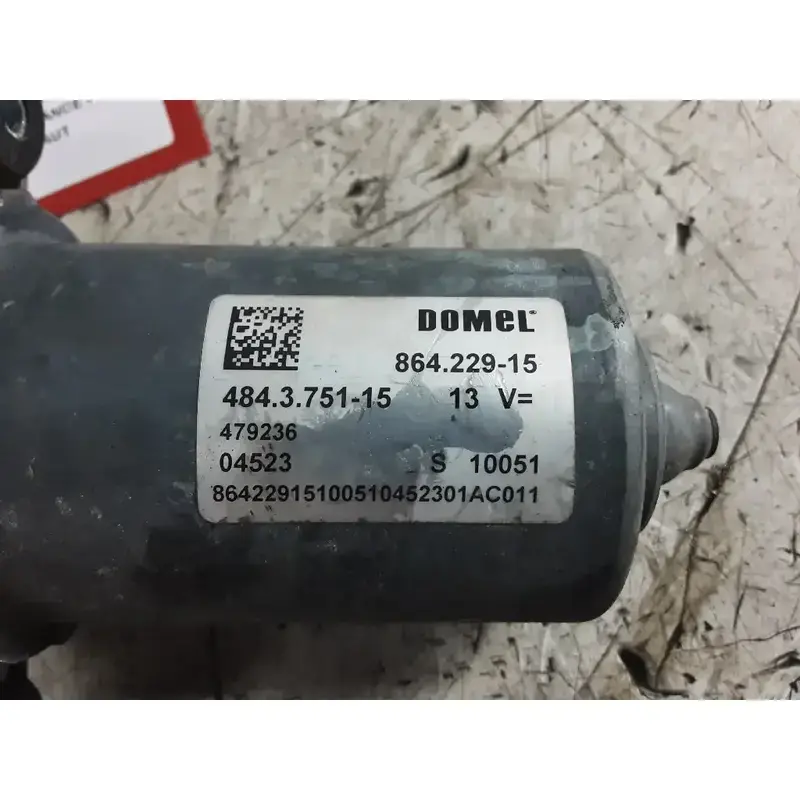 DOMEL
864.229-15
484.3.751-15 13 V=
479236
04523 S 10051
86422915100510452301AC011